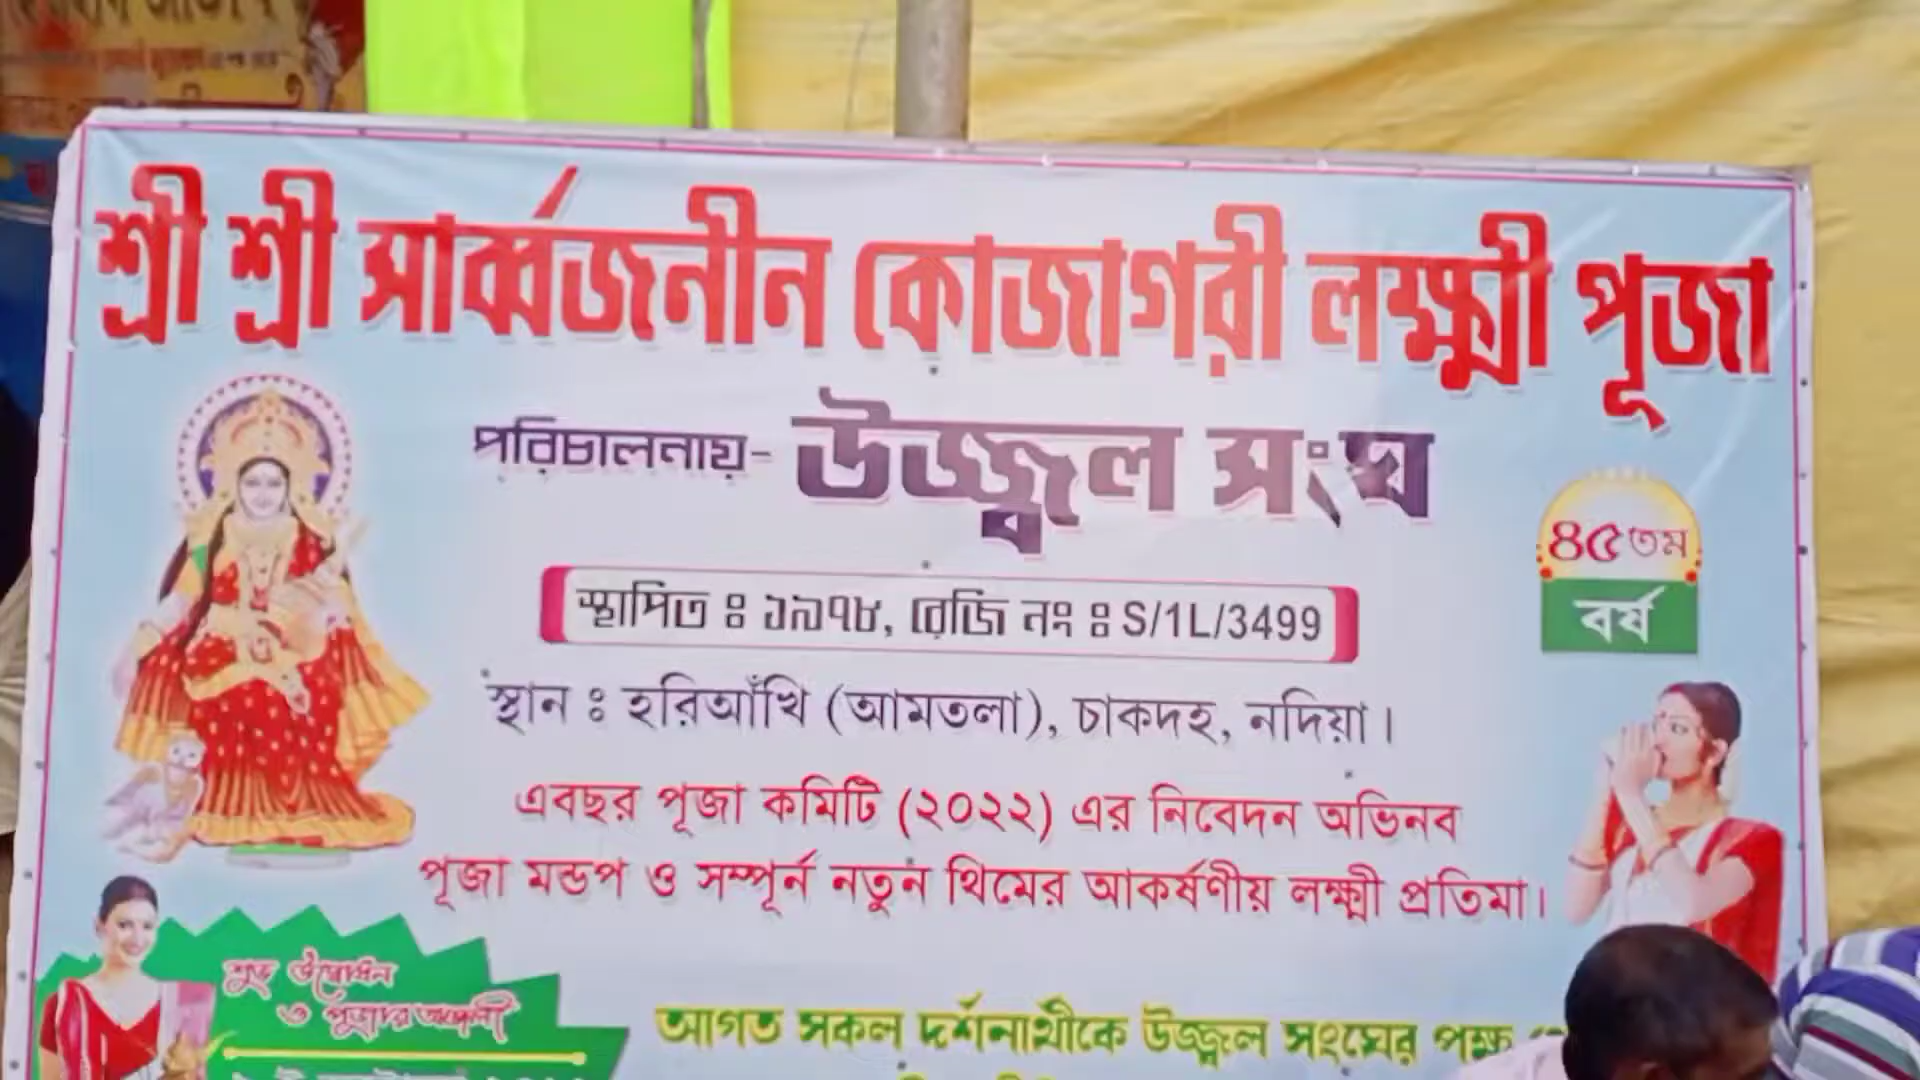 শ্রী শ্রী সার্ব্বজনীন কোজাগরী লক্ষ্মী পূজা
পরিচালনায়- উজ্জ্বল সংঘ
৪৫তম
বর্ষ
স্থাপিত ঃ ১৯৭৮, রেজি নং ঃ S/1L/3499
স্থান ঃ হরিআঁখি (আমতলা), চাকদহ, নদিয়া।
এবছর পূজা কমিটি (২০২২) এর নিবেদন অভিনব
পূজা মন্ডপ ও সম্পূর্ন নতুন থিমের আকর্ষণীয় লক্ষ্মী প্রতিমা।
শুভ উদ্বোধন
ও পূজার অঞ্জলী
আগত সকল দর্শনার্থীকে উজ্জ্বল সংঘের পক্ষ